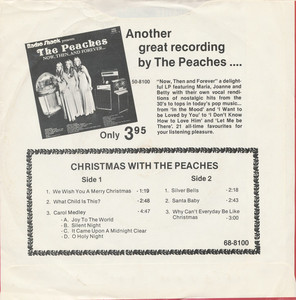 Radio Shack presents
The Peaches
NOW, THEN, AND FOREVER...
Another
great recording
by The Peaches ....
50-8100
"Now, Then and Forever" a delight-
ful LP featuring Maria, Joanne and
Betty with their own vocal rendi-
tions of nostalgic hits from the
30's to tops in today's pop music...
from 'In the Mood' and 'I Want to
be Loved by You' to 'I Don't Know
How to Love Him' and 'Let Me be
There'. 21 all-time favourites for
your listening pleasure.
Only 3 95
CHRISTMAS WITH THE PEACHES
Side 1
1. We Wish You A Merry Christmas -1:19
2. What Child Is This? -2:48
3. Carol Medley -4:47
A. Joy To The World
B. Silent Night
C. It Came Upon A Midnight Clear
D. O Holy Night
Side 2
1. Silver Bells -2:18
2. Santa Baby -2:43
3. Why Can't Everyday Be Like
Christmas -3:00
68-8100